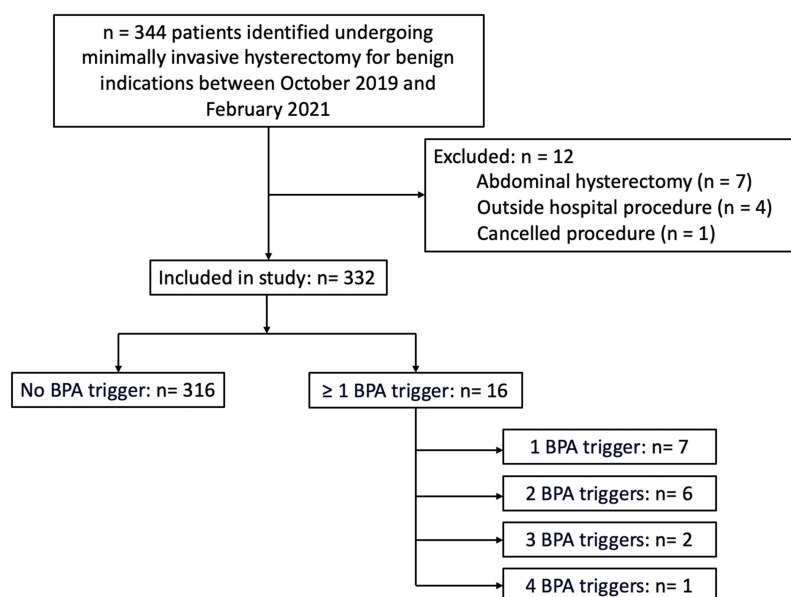 n = 344 patients identified undergoing
minimally invasive hysterectomy for benign
indications between October 2019 and
February 2021
Excluded: n = 12
Abdominal hysterectomy (n = 7)
Outside hospital procedure (n = 4)
Cancelled procedure (n = 1)
Included in study: n= 332
No BPA trigger: n= 316
≥ 1 BPA trigger: n= 16
1 BPA trigger: n= 7
2 BPA triggers: n= 6
3 BPA triggers: n= 2
4 BPA triggers: n= 1